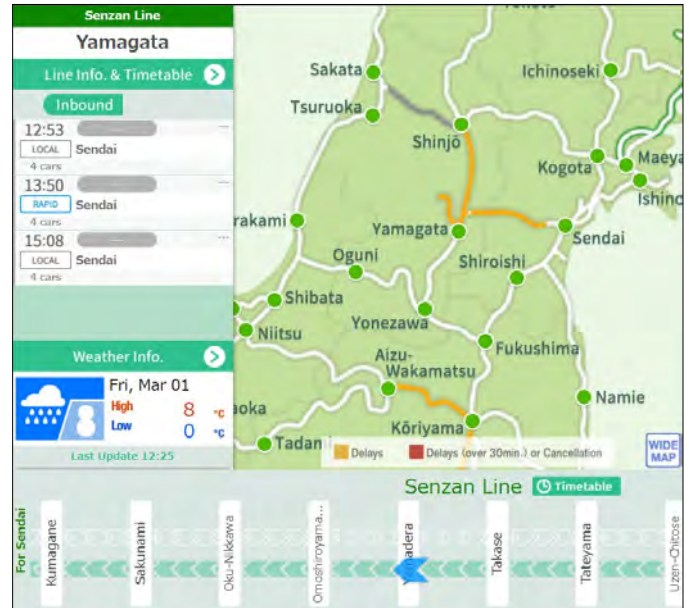 Senzan Line
Yamagata
Line Info. & Timetable
Inbound
12:53
LOCAL Sendai
4 cars
13:50
RAPID Sendai
4 cars
15:08
LOCAL Sendai
4 cars
Weather Info.
Fri, Mar 01
High 8 °C
Low 0 °C
Last Update 12:25
Sakata
Ichinoseki
Tsuruoka
Shinjō
Kogota
Maeya
Ishino
rakami
Yamagata
Sendai
Oguni
Shiroishi
Shibata
Yonezawa
Niitsu
Fukushima
Aizu-
Wakamatsu
Namie
aoka
Kōriyama
Tadami
Delays
Delays (over 30min.) or Cancellation
WIDE
MAP
Senzan Line Timetable
For Sendai
Kumagane
Sakunami
Oku-Nikkawa
Omoshiroyama...
Yamadera
Takase
Tateyama
Uzen-Chitose